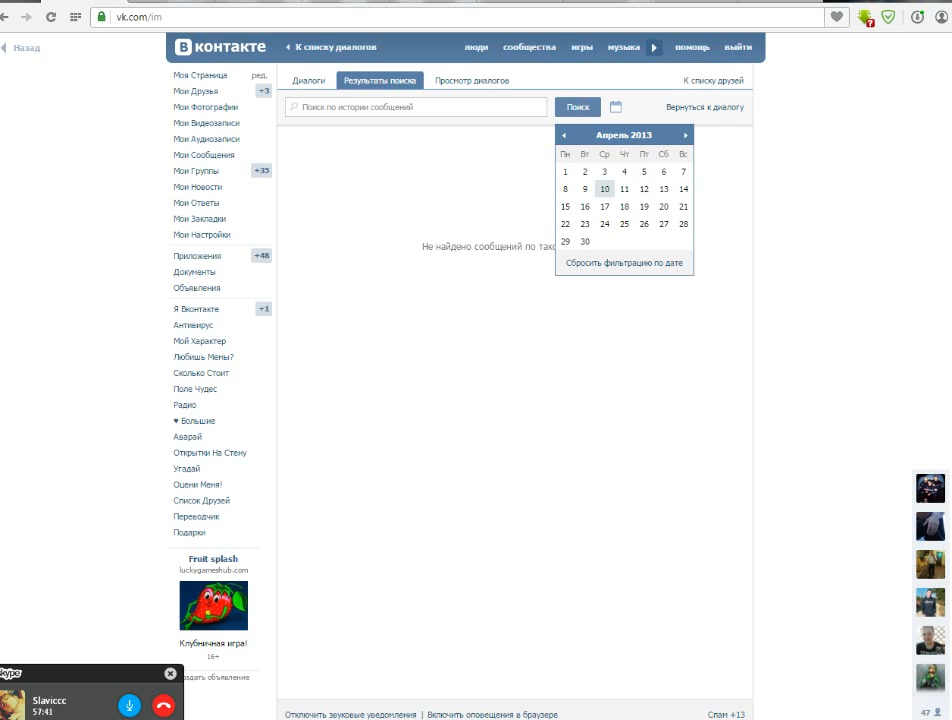 vk.com/im
7
Назад
В контакте
К списку диалогов
люди сообщества игры музыка помощь выйти
Моя Страница ред.
Мои Друзья +3
Мои Фотографии
Мои Видеозаписи
Мои Аудиозаписи
Мои Сообщения
Мои Группы +35
Мои Новости
Мои Ответы
Мои Закладки
Мои Настройки
Приложения +48
Документы
Объявления
Я Вконтакте +1
Антивирус
Мой Характер
Любишь Мемы?
Сколько Стоит
Поле Чудес
Радио
♥ Большие
Аварай
Открытки На Стену
Угадай
Оцени Меня!
Список Друзей
Переводчик
Подарки
Fruit splash
luckygameshub.com
Клубничная игра!
16+
оздать объявление
Диалоги Результаты поиска Просмотр диалогов К списку друзей
Поиск по истории сообщений Поиск Вернуться к диалогу
Апрель 2013
Пн Вт Ср Чт Пт Сб Вс
1 2 3 4 5 6 7
8 9 10 11 12 13 14
15 16 17 18 19 20 21
22 23 24 25 26 27 28
29 30
Сбросить фильтрацию по дате
Не найдено сообщений по тако
Отключить звуковые уведомления | Включить оповещения в браузере Спам +13
47
kype
Slaviccc
57:41